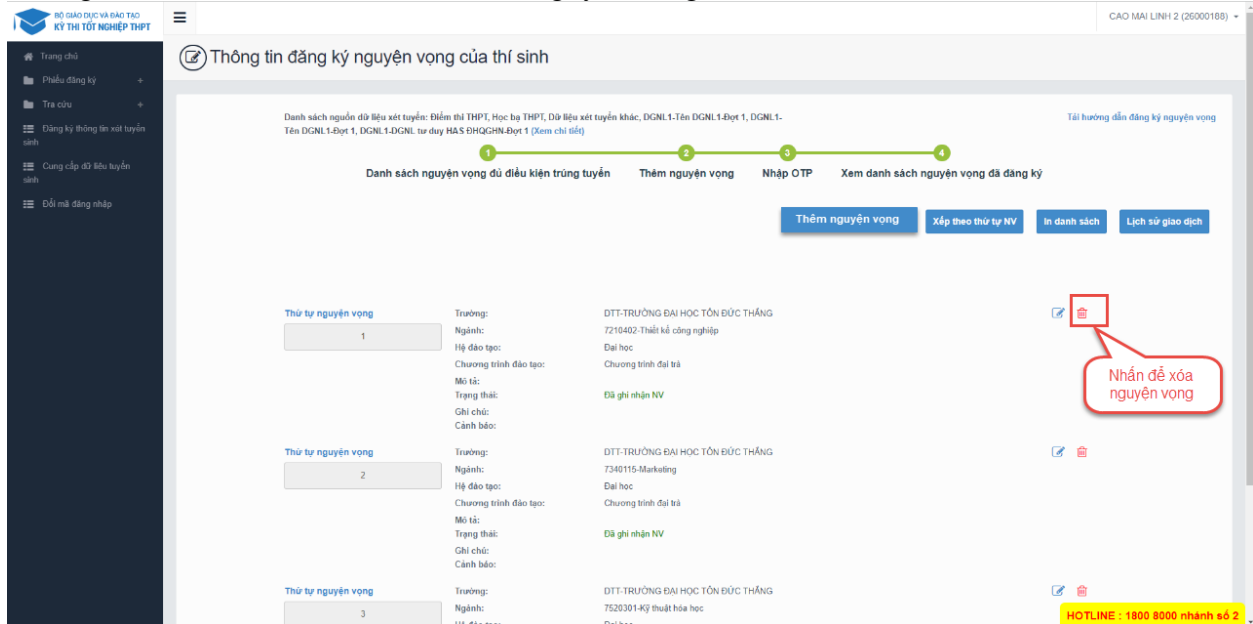 BỘ GIÁO DỤC VÀ ĐÀO TẠO
KỲ THI TỐT NGHIỆP THPT
CAO MAI LINH 2 (26000188)
Trang chủ
Phiếu đăng ký +
Tra cứu +
Đăng ký thông tin xét tuyển
sinh
Cung cấp dữ liệu tuyển
sinh
Đổi mã đăng nhập
Thông tin đăng ký nguyện vọng của thí sinh
Danh sách nguồn dữ liệu xét tuyển: Điểm thi THPT, Học bạ THPT, Dữ liệu xét tuyển khác, DGNL1-Tên DGNL1-Đợt 1, DGNL1-
Tên DGNL1-Đợt 1, DGNL1-DGNL tư duy HAS ĐHQGHN-Đợt 1 (Xem chi tiết)
Tải hướng dẫn đăng ký nguyện vọng
1 2 3 4
Danh sách nguyện vọng đủ điều kiện trúng tuyển Thêm nguyện vọng Nhập OTP Xem danh sách nguyện vọng đã đăng ký
Thêm nguyện vọng Xếp theo thứ tự NV In danh sách Lịch sử giao dịch
Thứ tự nguyện vọng
1
Trường: DTT-TRƯỜNG ĐẠI HỌC TÔN ĐỨC THẮNG
Ngành: 7210402-Thiết kế công nghiệp
Hệ đào tạo: Đại học
Chương trình đào tạo: Chương trình đại trà
Mô tả:
Trạng thái: Đã ghi nhận NV
Ghi chú:
Cảnh báo:
Nhấn để xóa
nguyện vọng
Thứ tự nguyện vọng
2
Trường: DTT-TRƯỜNG ĐẠI HỌC TÔN ĐỨC THẮNG
Ngành: 7340115-Marketing
Hệ đào tạo: Đại học
Chương trình đào tạo: Chương trình đại trà
Mô tả:
Trạng thái: Đã ghi nhận NV
Ghi chú:
Cảnh báo:
Thứ tự nguyện vọng
3
Trường: DTT-TRƯỜNG ĐẠI HỌC TÔN ĐỨC THẮNG
Ngành: 7520301-Kỹ thuật hóa học
HOTLINE : 1800 8000 nhánh số 2